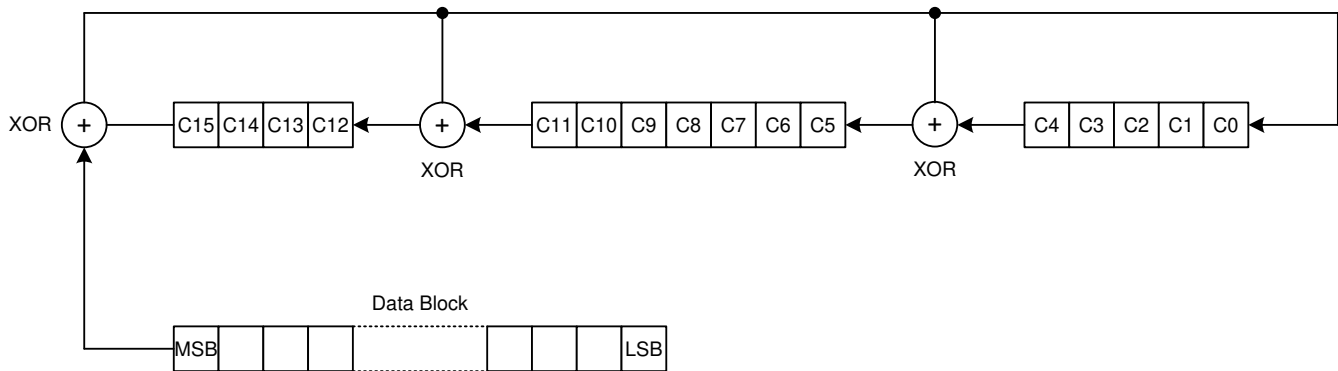 XOR + C15 C14 C13 C12 + C11 C10 C9 C8 C7 C6 C5 + C4 C3 C2 C1 C0
XOR XOR
Data Block
MSB LSB